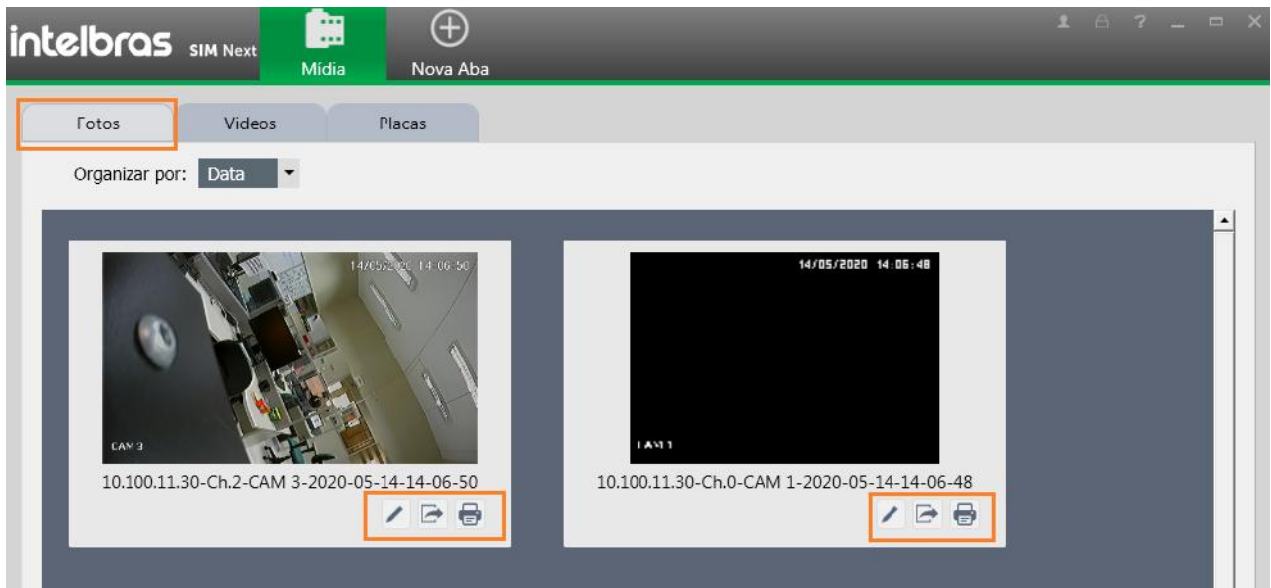 intelbras SIM Next
Mídia
Nova Aba
Fotos
Videos
Placas
Organizar por: Data
14/05/2020 14:06:50
CAM 3
10.100.11.30-Ch.2-CAM 3-2020-05-14-14-06-50
14/05/2020 14:06:48
CAM 1
10.100.11.30-Ch.0-CAM 1-2020-05-14-14-06-48